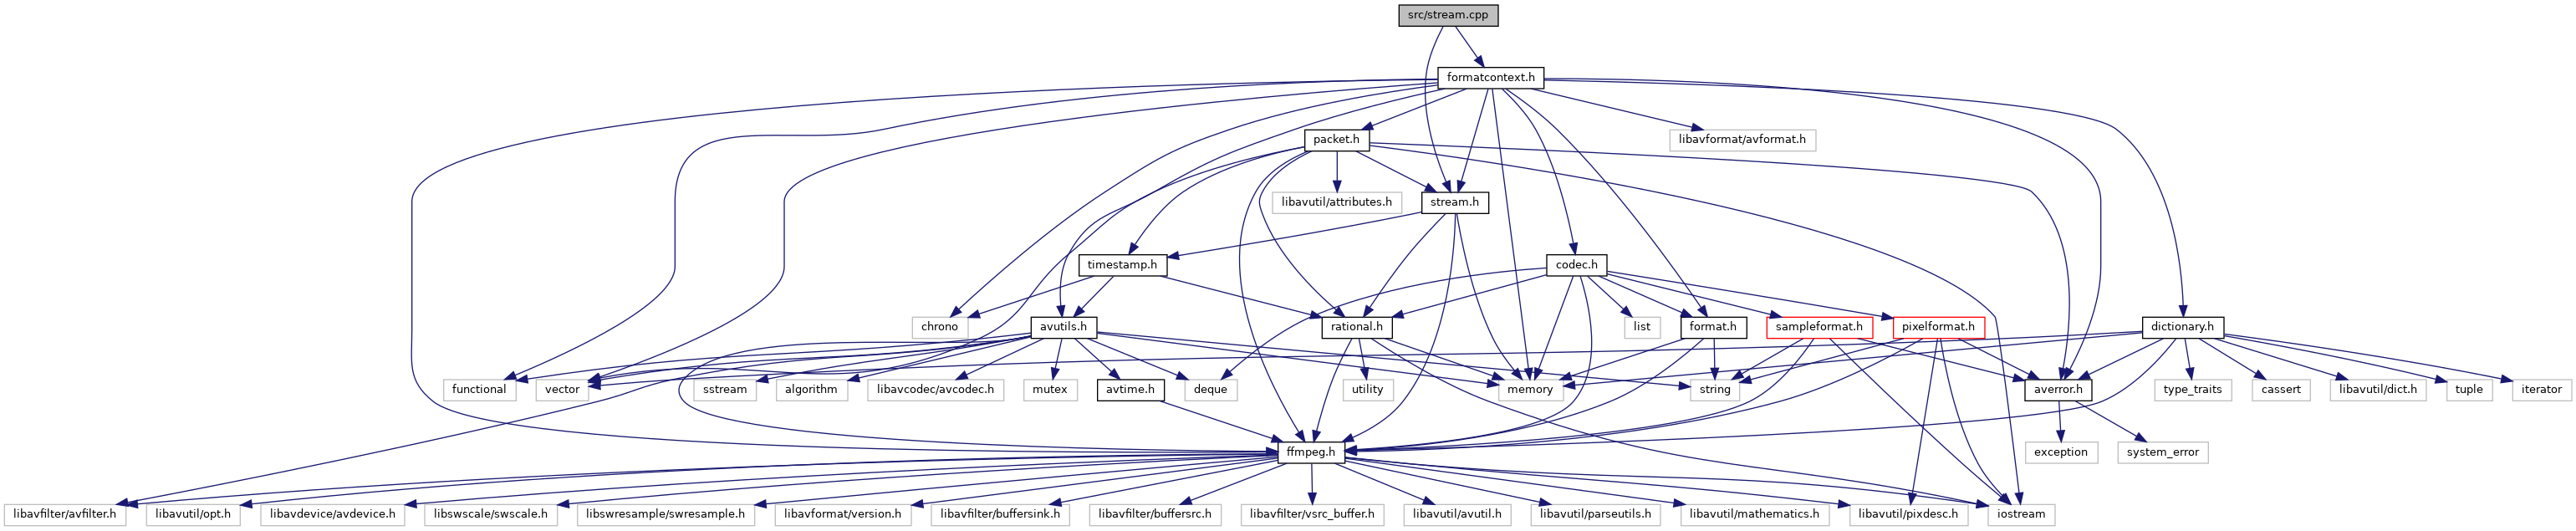 src/stream.cpp
formatcontext.h
packet.h
libavformat/avformat.h
libavutil/attributes.h
stream.h
timestamp.h
codec.h
chrono
avutils.h
rational.h
list
format.h
sampleformat.h
pixelformat.h
dictionary.h
functional
vector
sstream
algorithm
libavcodec/avcodec.h
mutex
avtime.h
deque
utility
memory
string
averror.h
type_traits
cassert
libavutil/dict.h
tuple
iterator
ffmpeg.h
exception
system_error
libavfilter/avfilter.h
libavutil/opt.h
libavdevice/avdevice.h
libswscale/swscale.h
libswresample/swresample.h
libavformat/version.h
libavfilter/buffersink.h
libavfilter/buffersrc.h
libavfilter/vsrc_buffer.h
libavutil/avutil.h
libavutil/parseutils.h
libavutil/mathematics.h
libavutil/pixdesc.h
iostream